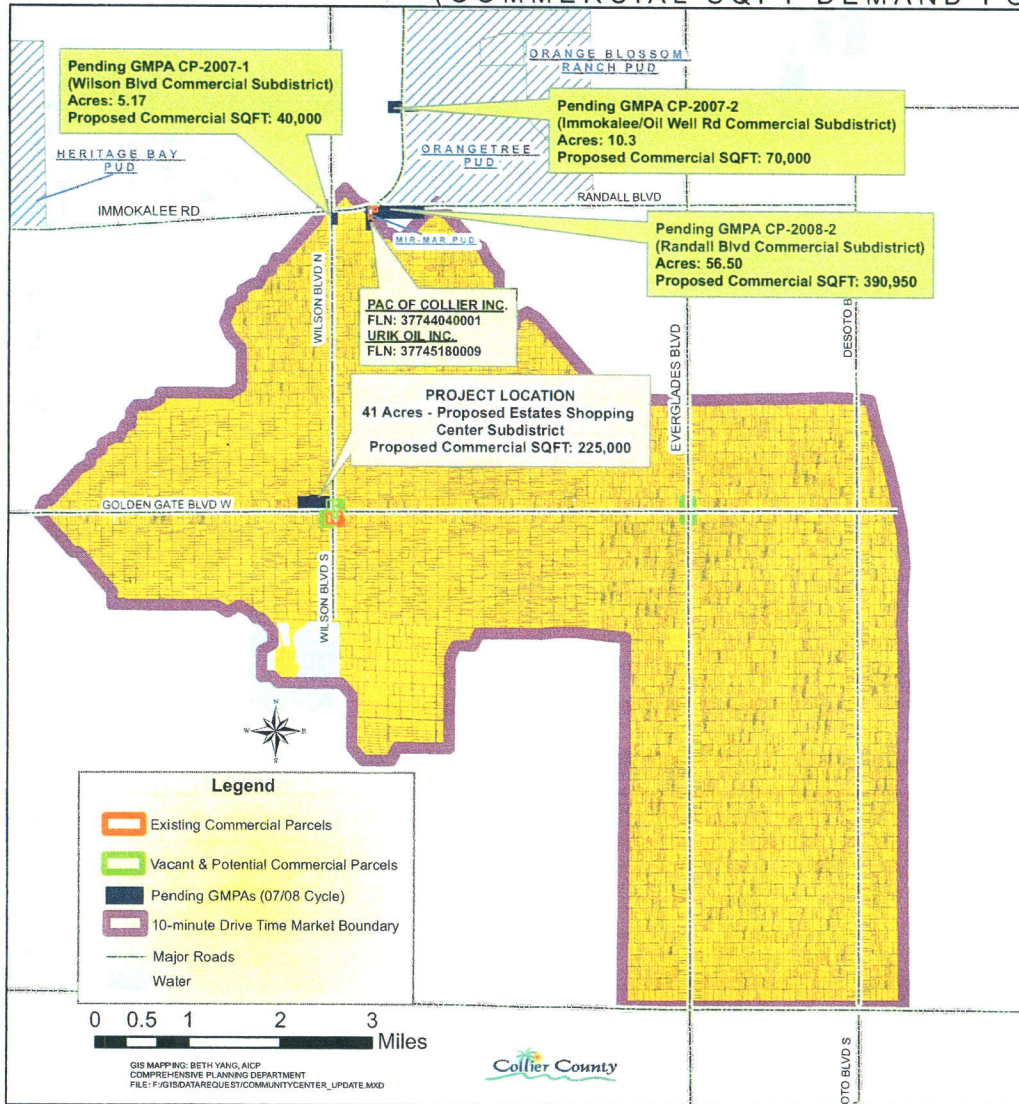 (COMMERCIAL SQFT DEMAND
Pending GMPA CP-2007-1
(Wilson Blvd Commercial Subdistrict)
Acres: 5.17
Proposed Commercial SQFT: 40,000
ORANGE BLOSSOM
RANCH PUD
Pending GMPA CP-2007-2
(Immokalee/Oil Well Rd Commercial Subdistrict)
Acres: 10.3
Proposed Commercial SQFT: 70,000
HERITAGE BAY
PUD
ORANGETREE
PUD
IMMOKALEE RD
RANDALL BLVD
MIR-MAR PUD
Pending GMPA CP-2008-2
(Randall Blvd Commercial Subdistrict)
Acres: 56.50
Proposed Commercial SQFT: 390,950
WILSON BLVD N
PAC OF COLLIER INC.
FLN: 37744040001
URIK OIL INC.
FLN: 37745180009
EVERGLADES BLVD
DESOTO B
PROJECT LOCATION
41 Acres - Proposed Estates Shopping
Center Subdistrict
Proposed Commercial SQFT: 225,000
GOLDEN GATE BLVD W
WILSON BLVD S
N
W
E
S
Legend
Existing Commercial Parcels
Vacant & Potential Commercial Parcels
Pending GMPAs (07/08 Cycle)
10-minute Drive Time Market Boundary
Major Roads
Water
0 0.5 1 2 3
Miles
GIS MAPPING: BETH YANG, AICP
COMPREHENSIVE PLANNING DEPARTMENT
FILE: F:/GIS/DATAREQUEST/COMMUNITYCENTER_UPDATE.MXD
Collier County
OTO BLVD S